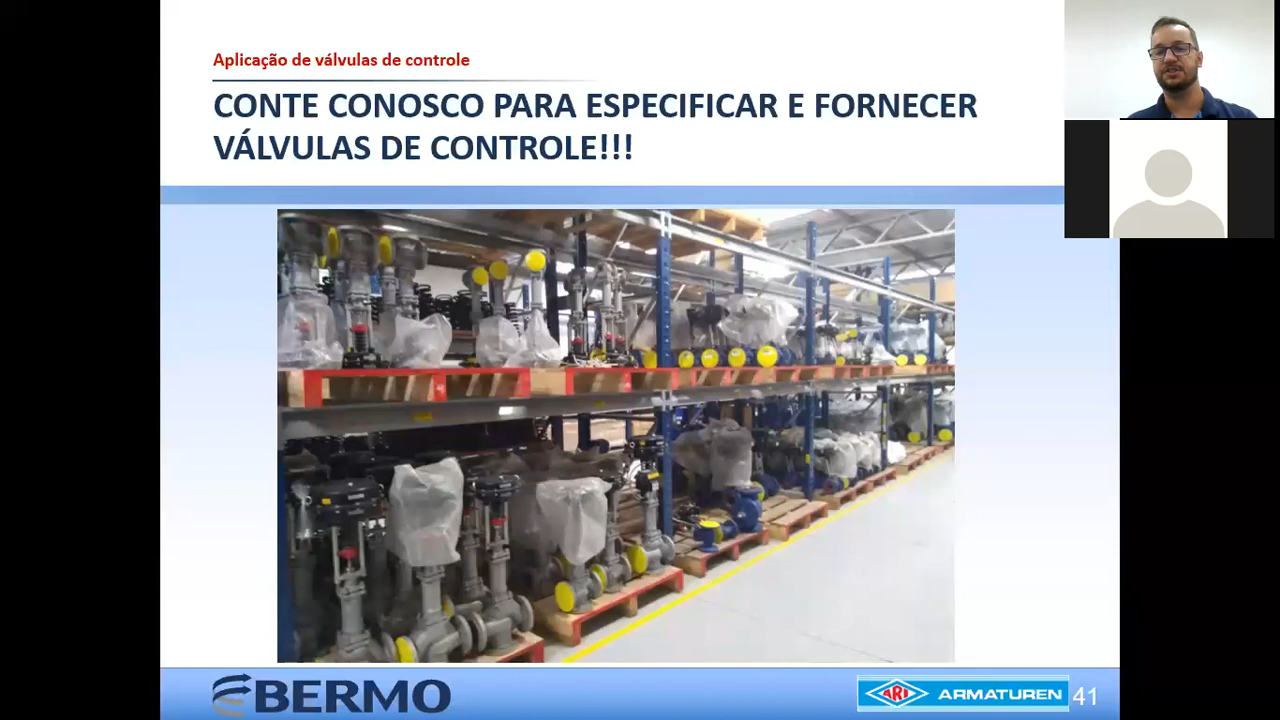 Aplicação de válvulas de controle
CONTE CONOSCO PARA ESPECIFICAR E FORNECER
VÁLVULAS DE CONTROLE!!!
BERMO
ARI ARMATUREN 41